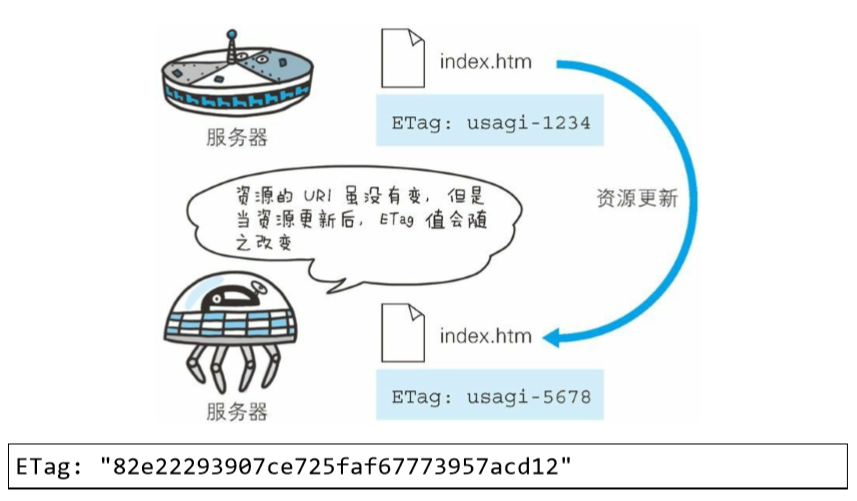 index.htm
ETag: usagi-1234
服务器
资源的 URI 虽没有变，但是
当资源更新后，ETag 值会随
之改变
资源更新
index.htm
ETag: usagi-5678
服务器
ETag: "82e22293907ce725faf67773957acd12"